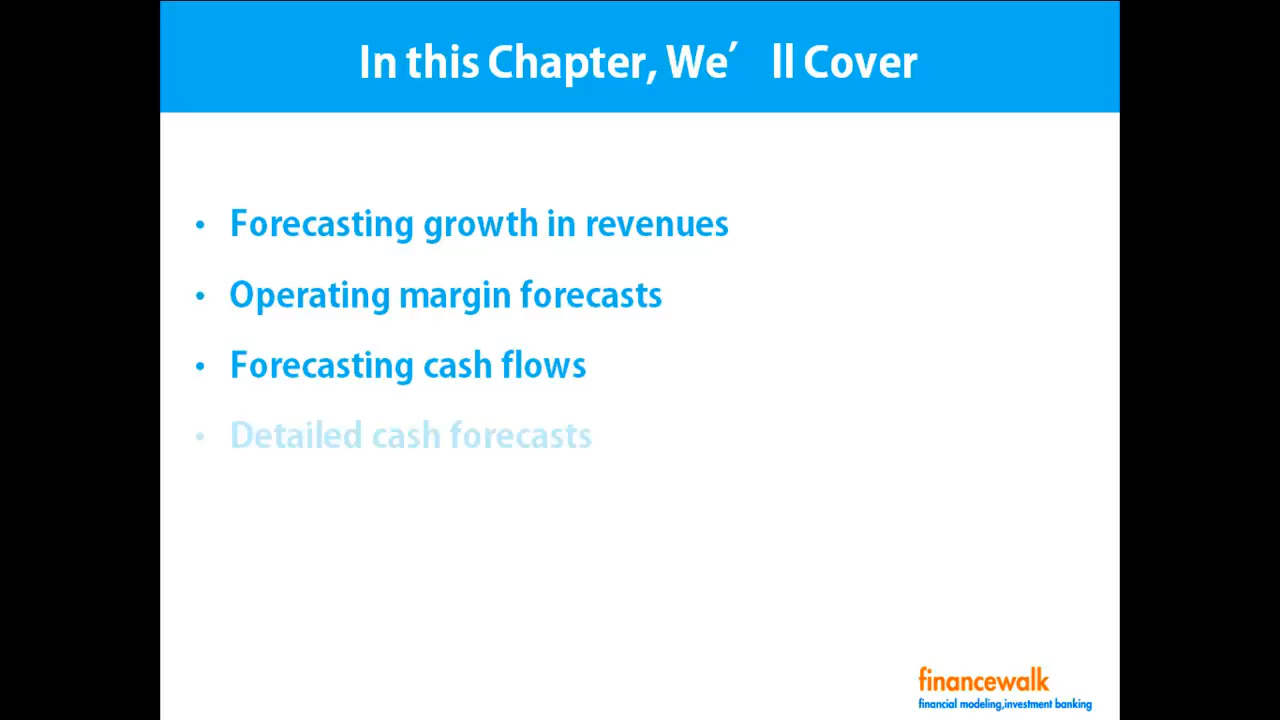 In this Chapter, We’ ll Cover
• Forecasting growth in revenues
• Operating margin forecasts
• Forecasting cash flows
• Detailed cash forecasts
financewalk
financial modeling,investment banking